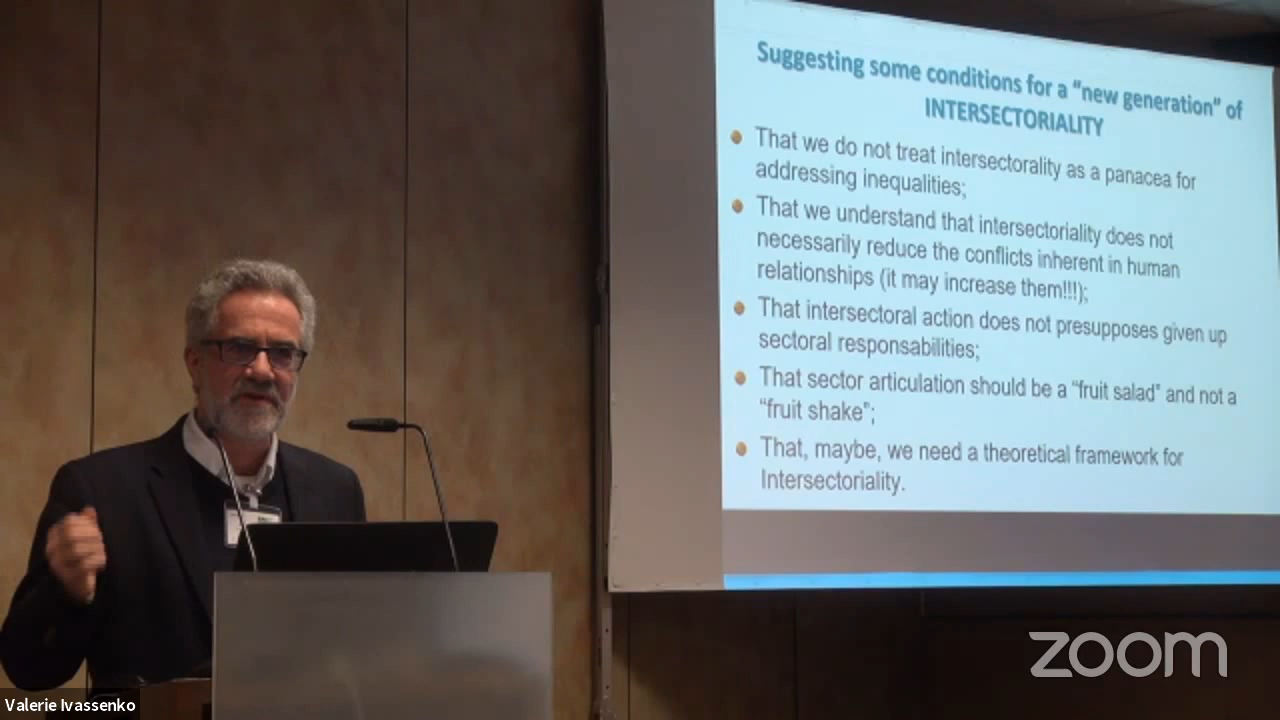 Suggesting some conditions for a "new generation" of
INTERSECTORIALITY
That we do not treat intersectorality as a panacea for
addressing inequalities;
That we understand that intersectoriality does not
necessarily reduce the conflicts inherent in human
relationships (it may increase them!!!);
That intersectoral action does not presupposes given up
sectoral responsabilities;
That sector articulation should be a "fruit salad" and not a
"fruit shake";
That, maybe, we need a theoretical framework for
Intersectoriality.
zoom
Valerie Ivassenko